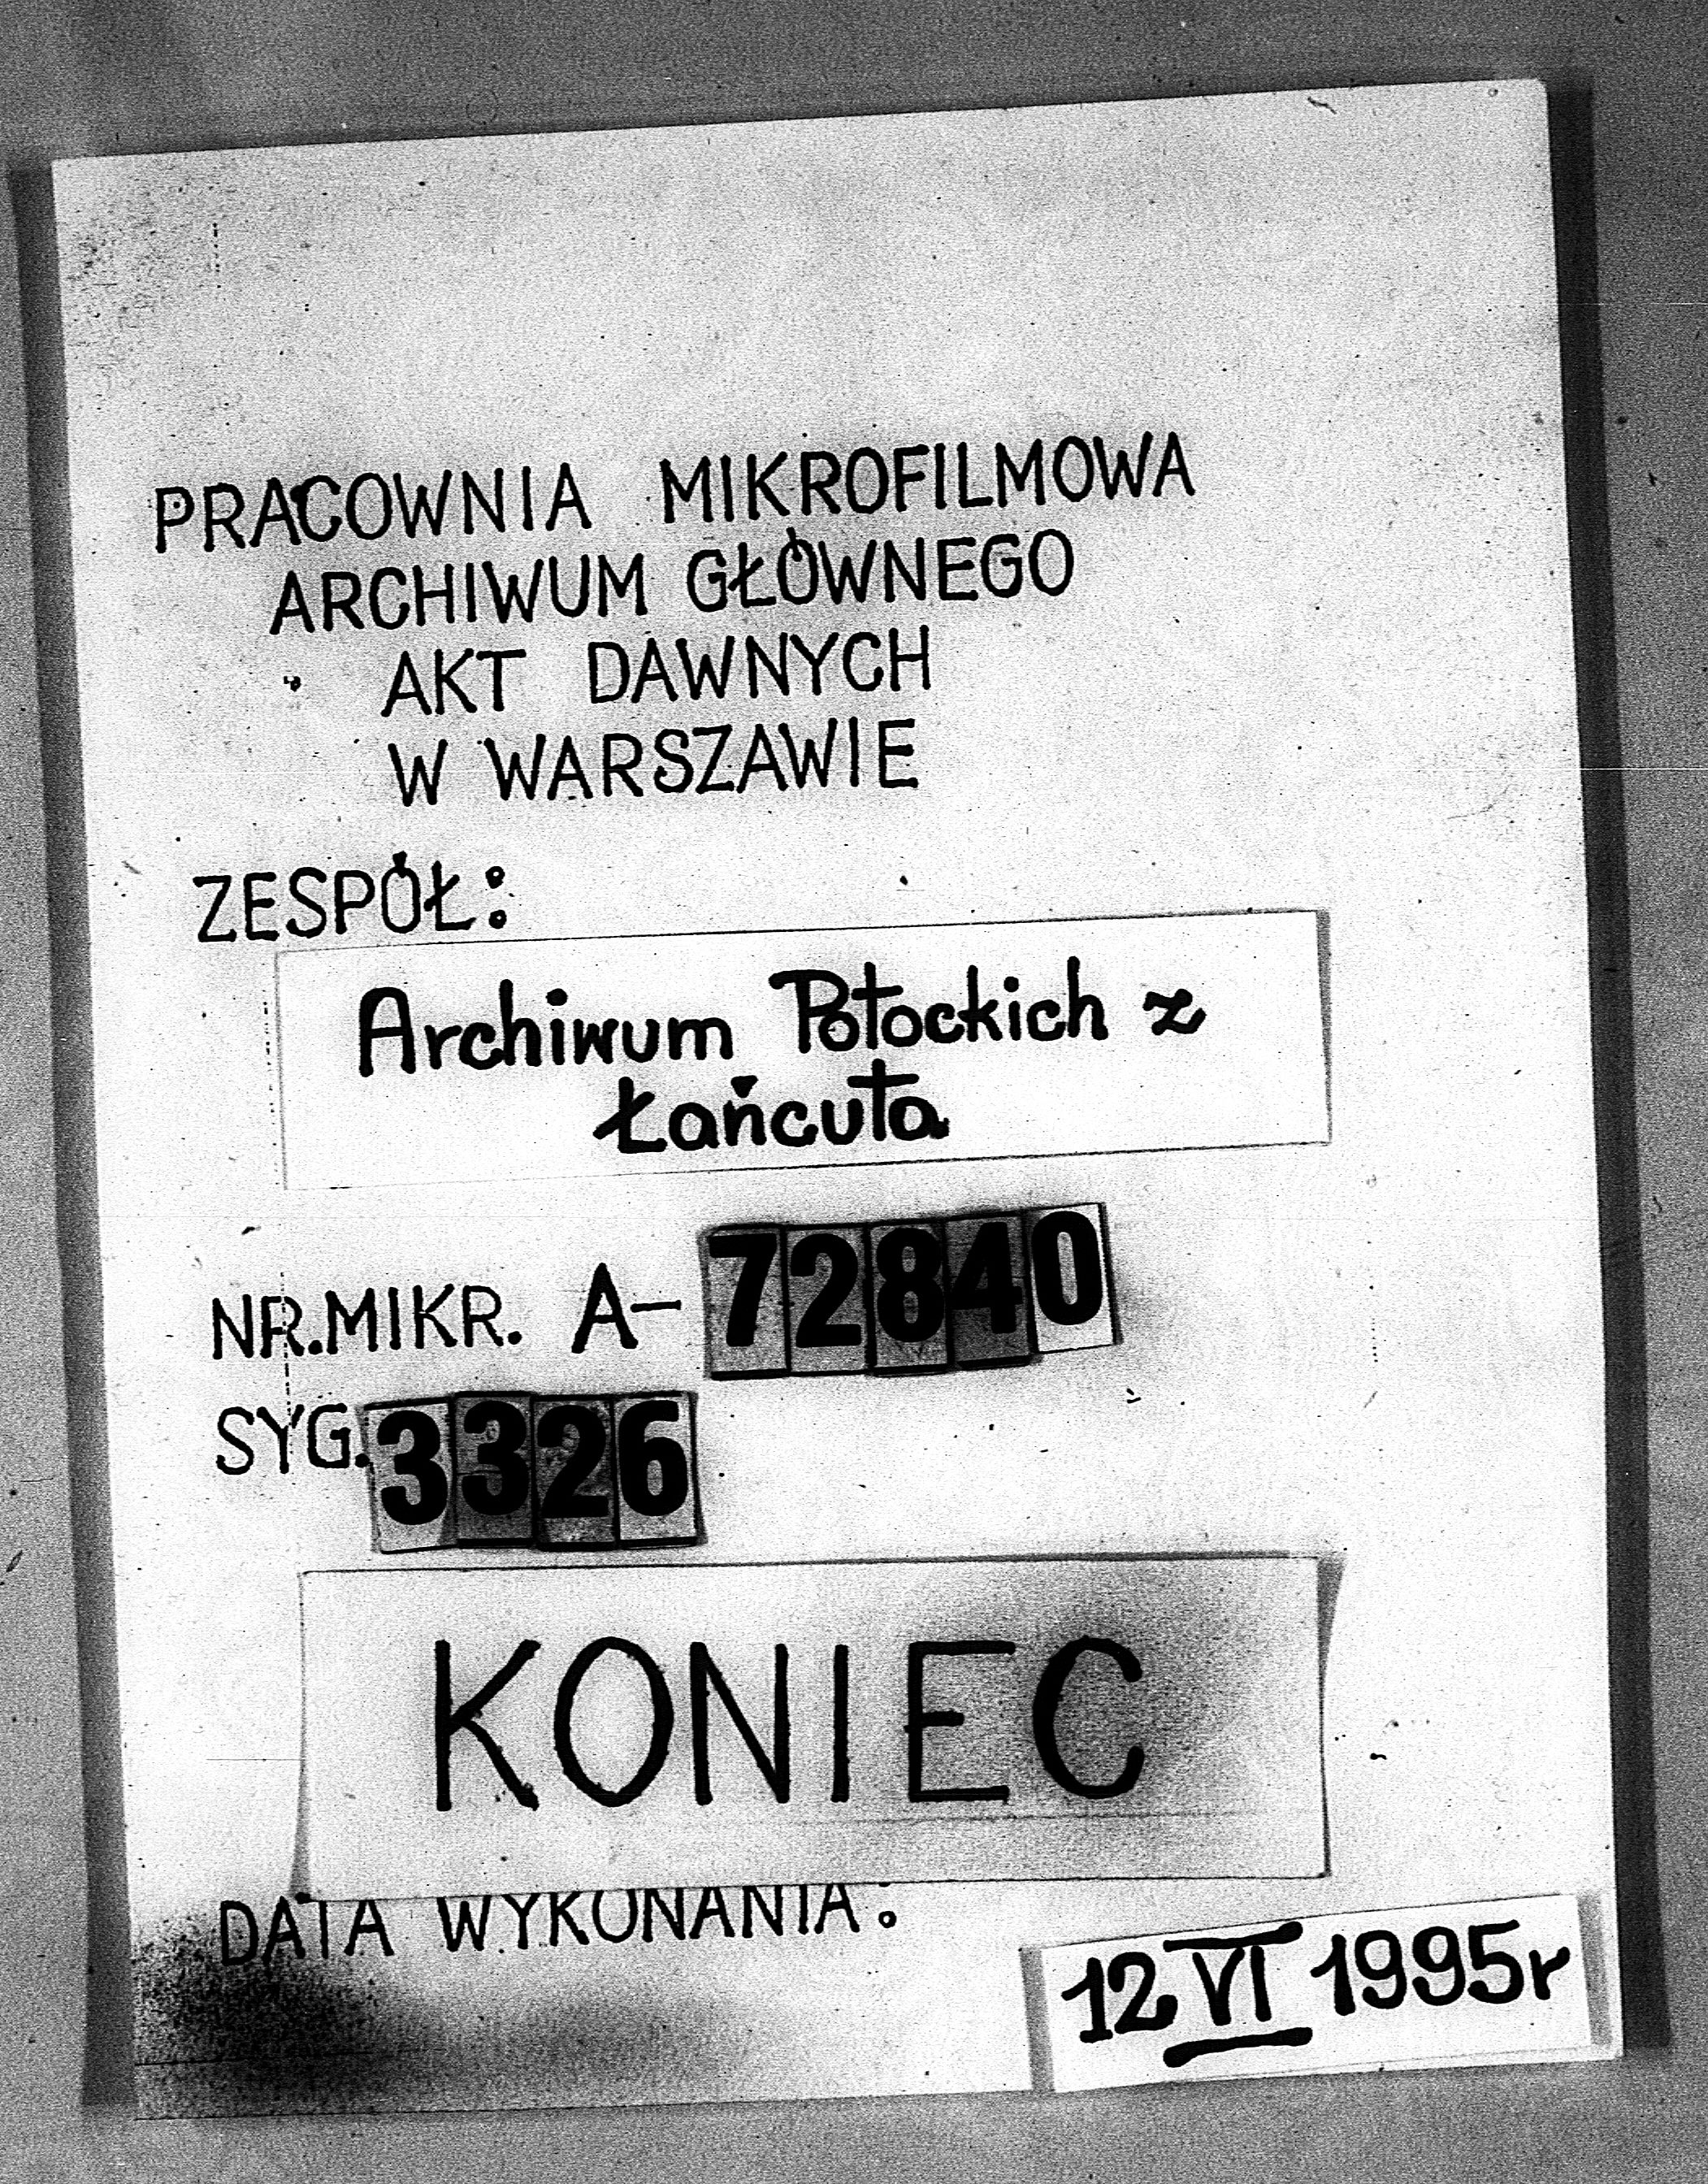 PRACOWNIA MIKROFILMOWA
ARCHIWUM GŁÓWNEGO
AKT DAWNYCH
W WARSZAWIE
ZESPÓŁ:
Archiwum Potockich z
Łańcuta
NR.MIKR. A-72840
SYG.3326
KONIEC
DATA WYKONANIA:
12 VI 1995r